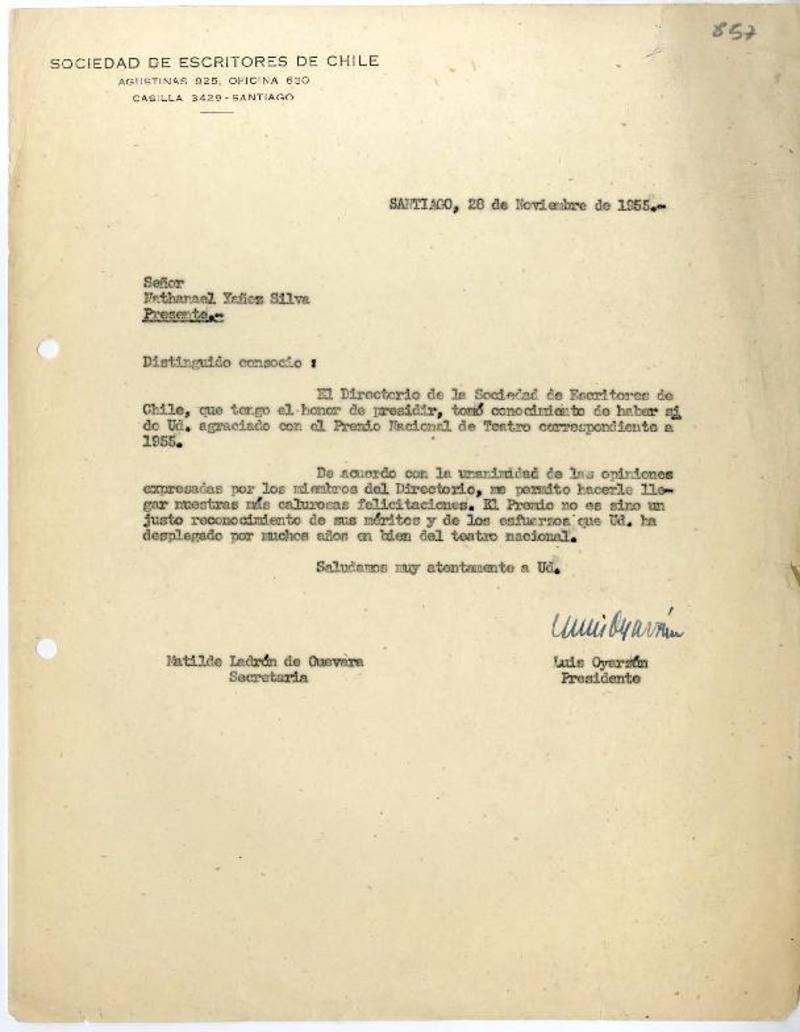 857
SOCIEDAD DE ESCRITORES DE CHILE
AGUSTINAS 925, OFICINA 620
CASILLA 3429 - SANTIAGO
SANTIAGO, 28 de Noviembre de 1955.-
Señor
Nathanael Yañez Silva
Presente.-
Distinguido consocio :
El Directorio de la Sociedad de Escritores de
Chile, que tengo el honor de presidir, tomó conocimiento de haber si
do Ud. agraciado con el Premio Nacional de Teatro correspondiente a
1955.
De acuerdo con la unanimidad de las opiniones
expresadas por los miembros del Directorio, me permito hacerle lle-
gar nuestras más calurosas felicitaciones. El Premio no es sino un
justo reconocimiento de sus méritos y de los esfuerzos que Ud. ha
desplegado por muchos años en bien del teatro nacional.
Saludamos muy atentamente a Ud.
Luis Oyarzún
Matilde Ladrón de Guevara
Secretaria
Luis Oyarzún
Presidente